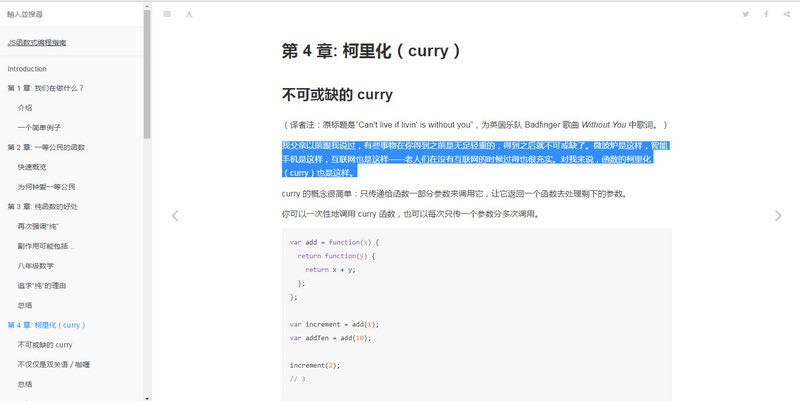 輸入並搜尋
JS函数式编程指南
Introduction
第 1 章: 我们在做什么？
介绍
一个简单例子
第 2 章: 一等公民的函数
快速概览
为何钟爱一等公民
第 3 章: 纯函数的好处
再次强调“纯”
副作用可能包括...
八年级数学
追求“纯”的理由
总结
第 4 章: 柯里化（curry）
不可或缺的 curry
不仅仅是双关语 / 咖喱
总结
A
第 4 章: 柯里化（curry）
不可或缺的 curry
（译者注：原标题是“Can't live if livin' is without you”，为英国乐队 Badfinger 歌曲 Without You 中歌词。）
我父亲以前跟我说过，有些事物在你得到之前是无足轻重的，得到之后就不可或缺了。微波炉是这样，智能
手机是这样，互联网也是这样——老人们在没有互联网的时候过得也很充实。对我来说，函数的柯里化
（curry）也是这样。
curry 的概念很简单：只传递给函数一部分参数来调用它，让它返回一个函数去处理剩下的参数。
你可以一次性地调用 curry 函数，也可以每次只传一个参数分多次调用。
var add = function(x) {
return function(y) {
return x + y;
};
};
var increment = add(1);
var addTen = add(10);
increment(2);
// 3